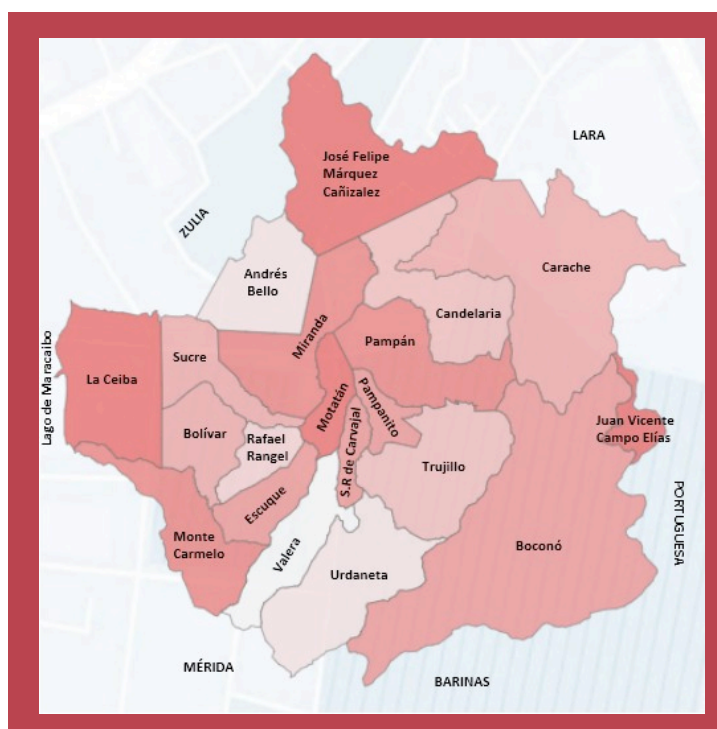 LARA
José Felipe
Márquez
Cañizalez
ZULIA
Andrés
Bello
Carache
Candelaria
Miranda
Pampán
Sucre
La Ceiba
Lago de Maracaibo
Motatán
Pampanito
Bolívar
Rafael
Rangel
S.R de Carvajal
Juan Vicente
Campo Elías
Trujillo
Escuque
Monte
Carmelo
Valera
Boconó
PORTUGUESA
Urdaneta
MÉRIDA
BARINAS